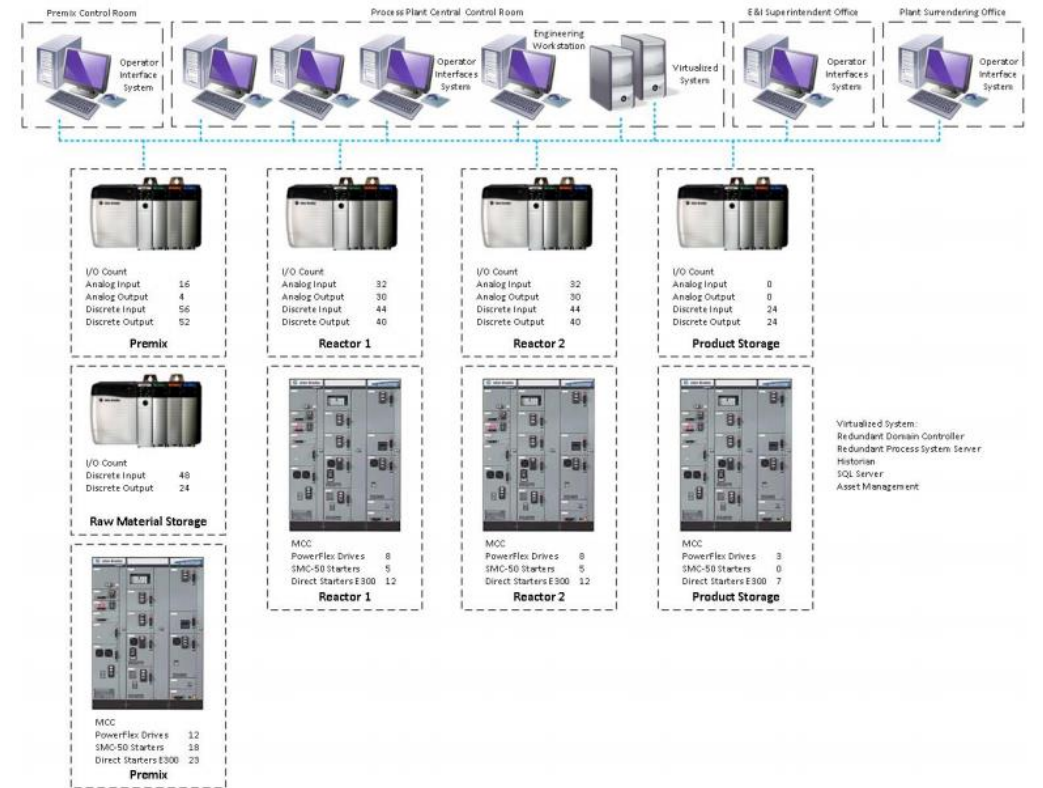 Premix Control Room
Process Plant Central Control Room
E&I Superintendent Office
Plant Surrendering Office
Operator
Interface
System
Operator
Interfaces
System
Engineering
Workstation
Virtualized
System
Operator
Interfaces
System
Operator
Interface
System
I/O Count
Analog Input 16
Analog Output 4
Discrete Input 56
Discrete Output 52
Premix
I/O Count
Analog Input 32
Analog Output 30
Discrete Input 44
Discrete Output 40
Reactor 1
I/O Count
Analog Input 32
Analog Output 30
Discrete Input 44
Discrete Output 40
Reactor 2
I/O Count
Analog Input 0
Analog Output 0
Discrete Input 24
Discrete Output 24
Product Storage
I/O Count
Discrete Input 48
Discrete Output 24
Raw Material Storage
MCC
PowerFlex Drives 8
SMC-50 Starters 5
Direct Starters E300 12
Reactor 1
MCC
PowerFlex Drives 8
SMC-50 Starters 5
Direct Starters E300 12
Reactor 2
MCC
PowerFlex Drives 3
SMC-50 Starters 0
Direct Starters E300 7
Product Storage
Virtualized System:
Redundant Domain Controller
Redundant Process System Server
Historian
SQL Server
Asset Management
MCC
PowerFlex Drives 12
SMC-50 Starters 18
Direct Starters E300 23
Premix